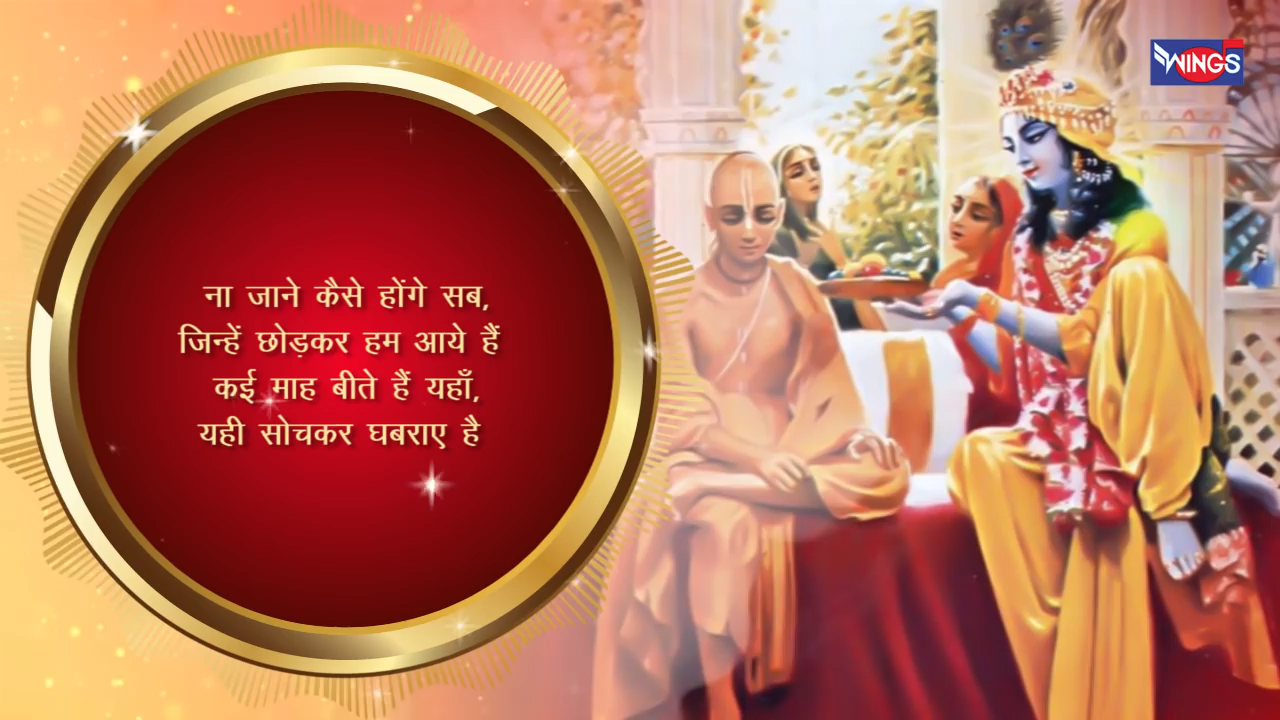 WINGS
ना जाने कैसे होंगे सब,
जिन्हें छोड़कर हम आये हैं
कई माह बीते हैं यहाँ,
यही सोचकर घबराए है